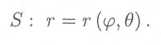 S : r = r (φ, θ) .